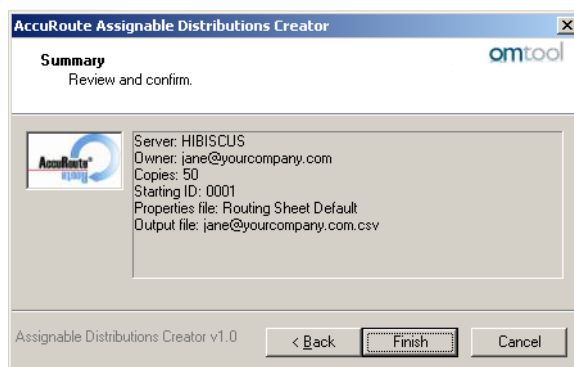 AccuRoute Assignable Distributions Creator
omtool
Summary
Review and confirm.
AccuRoute
Server: HIBISCUS
Owner: jane@yourcompany.com
Copies: 50
Starting ID: 0001
Properties file: Routing Sheet Default
Output file: jane@yourcompany.com.csv
Assignable Distributions Creator v1.0
< Back
Finish
Cancel